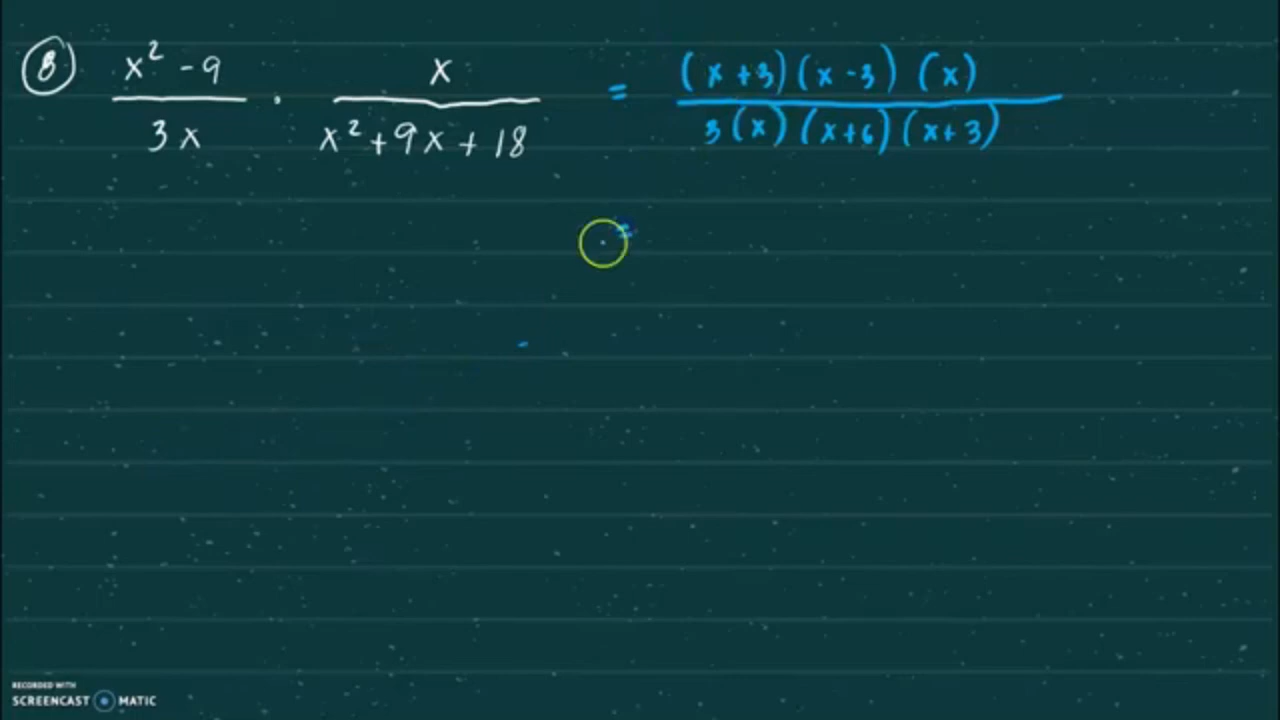 8 x² - 9 / 3x · x / x² + 9x + 18 = (x + 3)(x - 3)(x) / 3(x)(x + 6)(x + 3)
=
RECORDED WITH
SCREENCAST MATIC